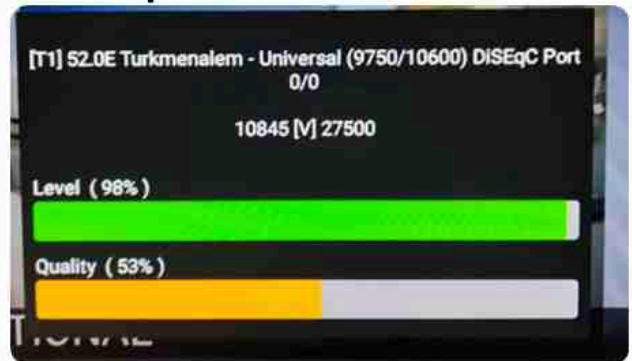 [T1] 52.0E Turkmenalem - Universal (9750/10600) DiSEqC Port
0/0
10845 [V] 27500
Level ( 98% )
Quality ( 53% )